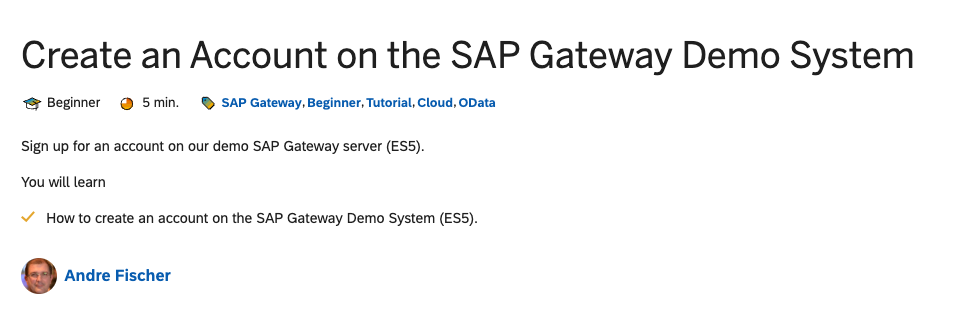 Create an Account on the SAP Gateway Demo System
Beginner 5 min. SAP Gateway, Beginner, Tutorial, Cloud, OData
Sign up for an account on our demo SAP Gateway server (ES5).
You will learn
How to create an account on the SAP Gateway Demo System (ES5).
Andre Fischer